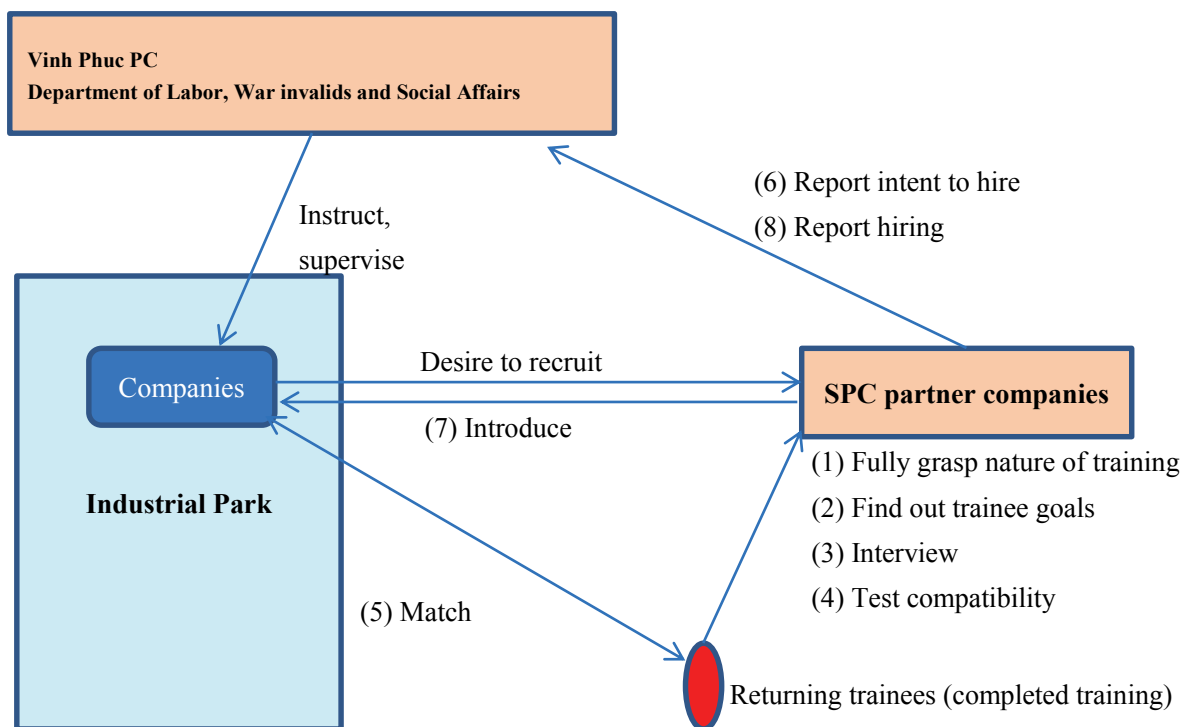 Vinh Phuc PC
Department of Labor, War invalids and Social Affairs
(6) Report intent to hire
(8) Report hiring
Instruct,
supervise
Companies
Desire to recruit
(7) Introduce
SPC partner companies
Industrial Park
(1) Fully grasp nature of training
(2) Find out trainee goals
(3) Interview
(4) Test compatibility
(5) Match
Returning trainees (completed training)